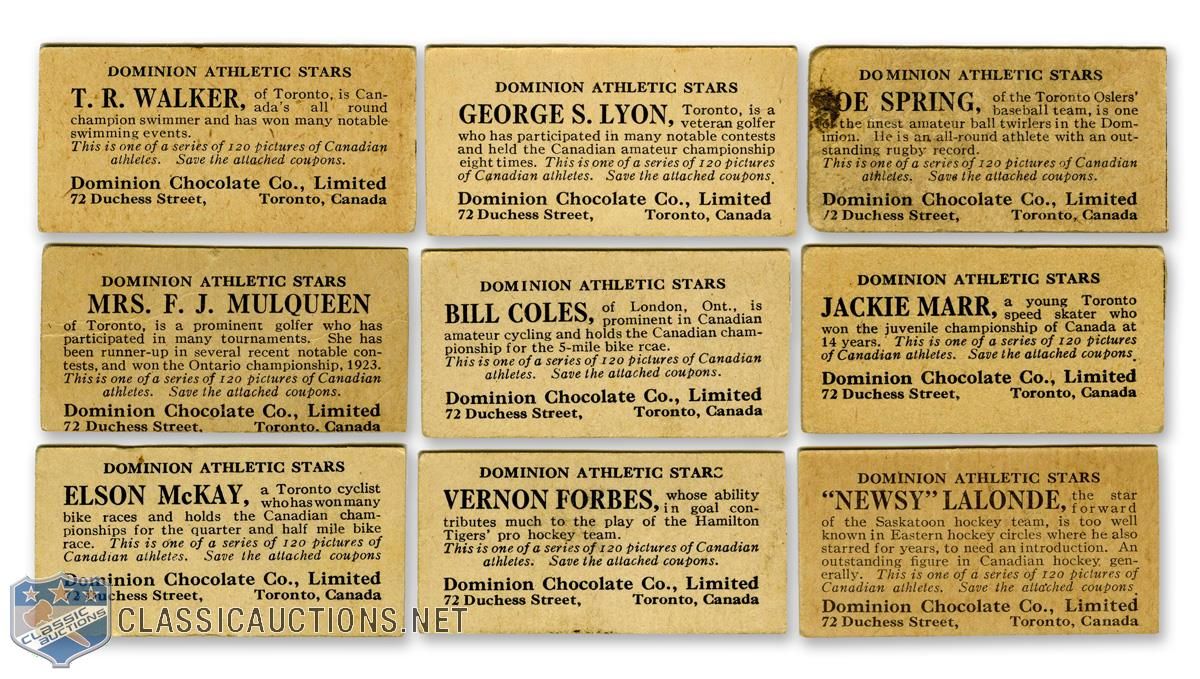 DOMINION ATHLETIC STARS
T. R. WALKER, of Toronto, is Can-
ada's all round
champion swimmer and has won many notable
swimming events.
This is one of a series of 120 pictures of Canadian
athletes. Save the attached coupons.
Dominion Chocolate Co., Limited
72 Duchess Street, Toronto, Canada
DOMINION ATHLETIC STARS
GEORGE S. LYON, Toronto, is a
veteran golfer
who has participated in many notable contests
and held the Canadian amateur championship
eight times. This is one of a series of 120 pictures
of Canadian athletes. Save the attached coupons.
Dominion Chocolate Co., Limited
72 Duchess Street, Toronto, Canada
DOMINION ATHLETIC STARS
OE SPRING, of the Toronto Oslers'
baseball team, is one
of the finest amateur ball twirlers in the Dom-
inion. He is an all-round athlete with an out-
standing rugby record.
This is one of a series of 120 pictures of Canadian
athletes. Save the attached coupons.
Dominion Chocolate Co., Limited
72 Duchess Street, Toronto, Canada
DOMINION ATHLETIC STARS
MRS. F. J. MULQUEEN
of Toronto, is a prominent golfer who has
participated in many tournaments. She has
been runner-up in several recent notable con-
tests, and won the Ontario championship, 1923.
This is one of a series of 120 pictures of Canadian
athletes. Save the attached coupons.
Dominion Chocolate Co., Limited
72 Duchess Street, Toronto, Canada
DOMINION ATHLETIC STARS
BILL COLES, of London, Ont., is
prominent in Canadian
amateur cycling and holds the Canadian cham-
pionship for the 5-mile bike rcae.
This is one of a series of 120 pictures of Canadian
athletes. Save the attached coupons.
Dominion Chocolate Co., Limited
72 Duchess Street, Toronto, Canada
DOMINION ATHLETIC STARS
JACKIE MARR, a young Toronto
speed skater who
won the juvenile championship of Canada at
14 years. This is one of a series of 120 pictures
of Canadian athletes. Save the attached coupons.
Dominion Chocolate Co., Limited
72 Duchess Street, Toronto, Canada
DOMINION ATHLETIC STARS
ELSON McKAY, a Toronto cyclist
who has won many
bike races and holds the Canadian cham-
pionships for the quarter and half mile bike
race. This is one of a series of 120 pictures of
Canadian athletes. Save the attached coupons
Dominion Chocolate Co., Limited
72 Duchess Street, Toronto, Canada
DOMINION ATHLETIC STARS
VERNON FORBES, whose ability
in goal con-
tributes much to the play of the Hamilton
Tigers' pro hockey team.
This is one of a series of 120 pictures of Canadian
athletes. Save the attached coupons.
Dominion Chocolate Co., Limited
72 Duchess Street, Toronto, Canada
DOMINION ATHLETIC STARS
"NEWSY" LALONDE, the star
forward
of the Saskatoon hockey team, is too well
known in Eastern hockey circles where he also
starred for years, to need an introduction. An
outstanding figure in Canadian hockey gen-
erally. This is one of a series of 120 pictures of
Canadian athletes. Save the attached coupons.
Dominion Chocolate Co., Limited
72 Duchess Street, Toronto, Canada
CLASSIC
AUCTIONS
CLASSICAUCTIONS.NET